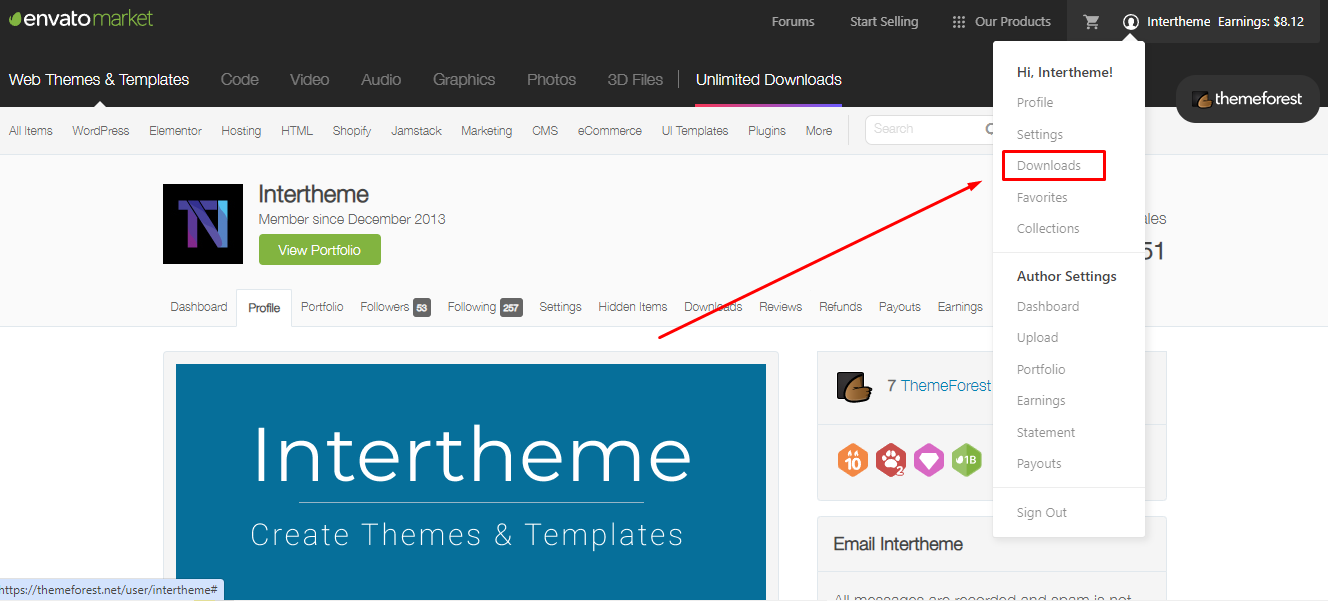 envato market
Forums Start Selling Our Products Intertheme Earnings: $8.12
Web Themes & Templates Code Video Audio Graphics Photos 3D Files Unlimited Downloads
themeforest
All Items WordPress Elementor Hosting HTML Shopify Jamstack Marketing CMS eCommerce UI Templates Plugins More Search
Hi, Intertheme!
Profile
Settings
Downloads
Favorites
Collections
Author Settings
Dashboard
Upload
Portfolio
Earnings
Statement
Payouts
Sign Out
Intertheme
Member since December 2013
View Portfolio
51
Dashboard Profile Portfolio Followers 53 Following 257 Settings Hidden Items Downloads Reviews Refunds Payouts Earnings
Intertheme
Create Themes & Templates
7 ThemeForest
10 2 1B
Email Intertheme
All messages are recorded and spam is not
https://themeforest.net/user/intertheme#